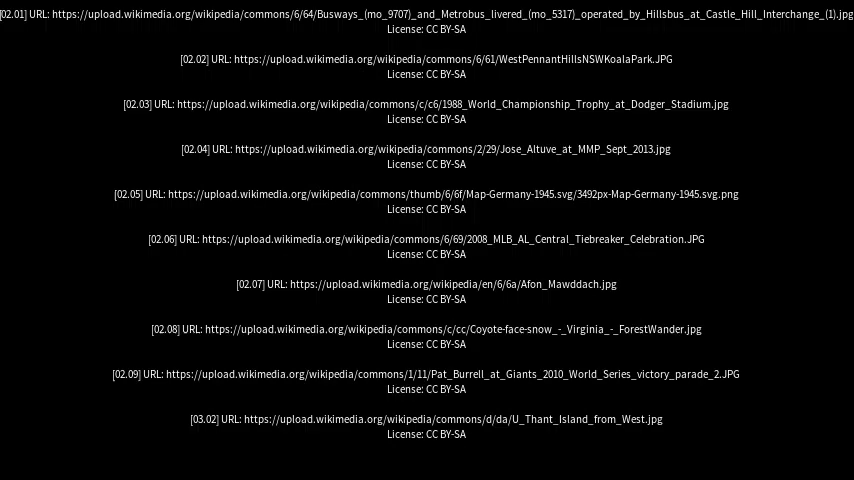 [02.01] URL: https://upload.wikimedia.org/wikipedia/commons/6/64/Busways_(mo_9707)_and_Metrobus_livered_(mo_5317)_operated_by_Hillsbus_at_Castle_Hill_Interchange_(1).jpg
License: CC BY-SA
[02.02] URL: https://upload.wikimedia.org/wikipedia/commons/6/61/WestPennantHillsNSWKoalaPark.JPG
License: CC BY-SA
[02.03] URL: https://upload.wikimedia.org/wikipedia/commons/c/c6/1988_World_Championship_Trophy_at_Dodger_Stadium.jpg
License: CC BY-SA
[02.04] URL: https://upload.wikimedia.org/wikipedia/commons/2/29/Jose_Altuve_at_MMP_Sept_2013.jpg
License: CC BY-SA
[02.05] URL: https://upload.wikimedia.org/wikipedia/commons/thumb/6/6f/Map-Germany-1945.svg/3492px-Map-Germany-1945.svg.png
License: CC BY-SA
[02.06] URL: https://upload.wikimedia.org/wikipedia/commons/6/69/2008_MLB_AL_Central_Tiebreaker_Celebration.JPG
License: CC BY-SA
[02.07] URL: https://upload.wikimedia.org/wikipedia/en/6/6a/Afon_Mawddach.jpg
License: CC BY-SA
[02.08] URL: https://upload.wikimedia.org/wikipedia/commons/c/cc/Coyote-face-snow_-_Virginia_-_ForestWander.jpg
License: CC BY-SA
[02.09] URL: https://upload.wikimedia.org/wikipedia/commons/1/11/Pat_Burrell_at_Giants_2010_World_Series_victory_parade_2.JPG
License: CC BY-SA
[03.02] URL: https://upload.wikimedia.org/wikipedia/commons/d/da/U_Thant_Island_from_West.jpg
License: CC BY-SA